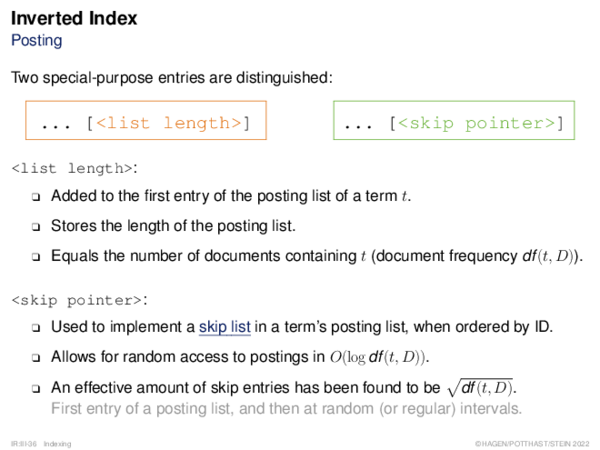 Inverted Index
Posting
Two special-purpose entries are distinguished:
... [<list length>]
... [<skip pointer>]
<list length>:
❑ Added to the first entry of the posting list of a term t.
❑ Stores the length of the posting list.
❑ Equals the number of documents containing t (document frequency df(t, D)).
<skip pointer>:
❑ Used to implement a skip list in a term's posting list, when ordered by ID.
❑ Allows for random access to postings in O(log df(t, D)).
❑ An effective amount of skip entries has been found to be √df(t, D).
First entry of a posting list, and then at random (or regular) intervals.
IR:III-36 Indexing
©HAGEN/POTTHAST/STEIN 2022